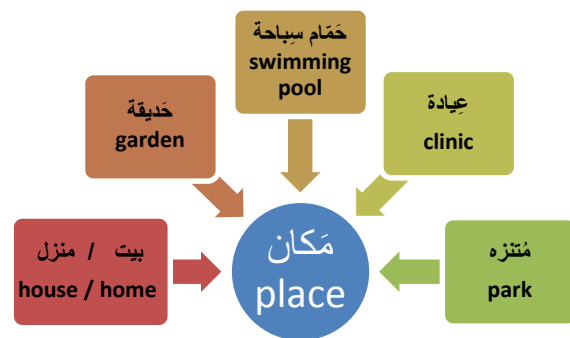 حَمّام سِباحة
swimming
pool
حَديقة
garden
عِيادة
clinic
بيت / منزل
house / home
مَكان
place
مُتنزه
park